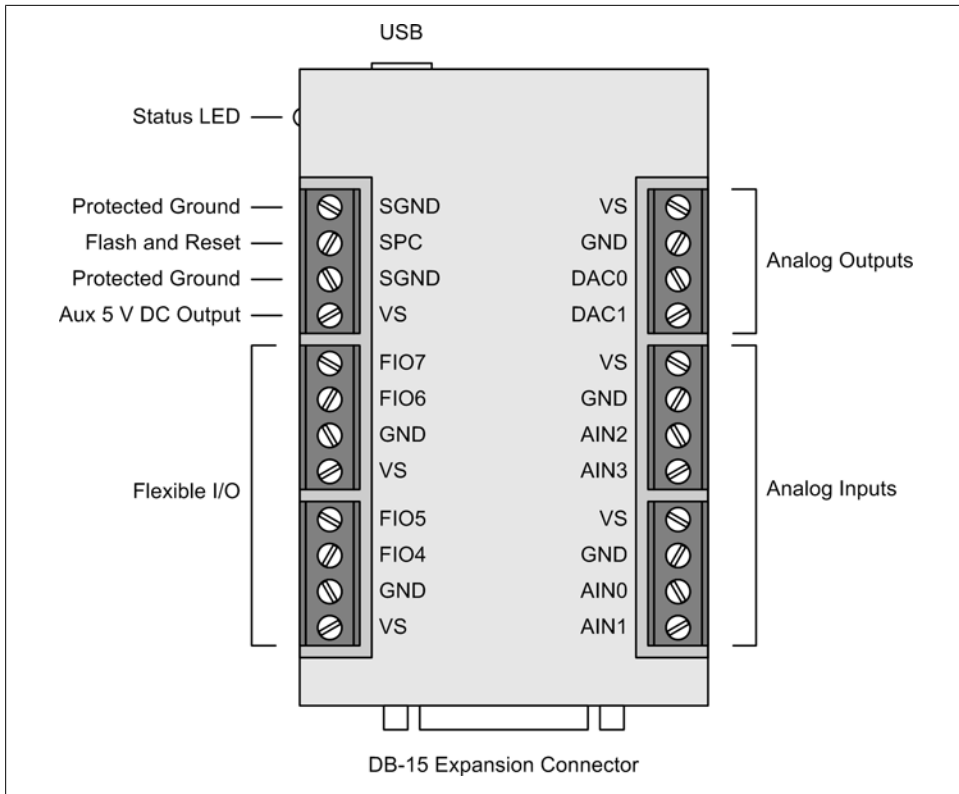 USB
Status LED
Protected Ground
Flash and Reset
Protected Ground
Aux 5 V DC Output
Flexible I/O
SGND
SPC
SGND
VS
FIO7
FIO6
GND
VS
FIO5
FIO4
GND
VS
VS
GND
DAC0
DAC1
VS
GND
AIN2
AIN3
VS
GND
AIN0
AIN1
Analog Outputs
Analog Inputs
DB-15 Expansion Connector